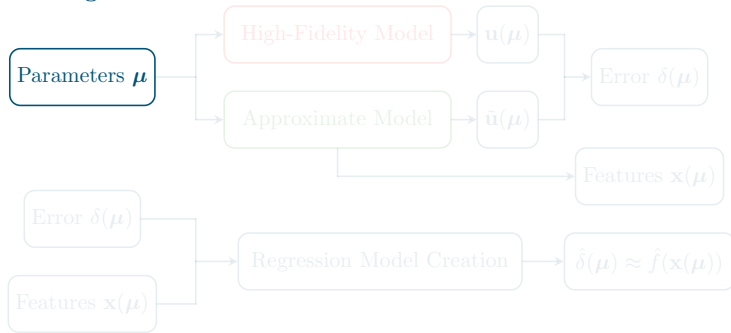 High-Fidelity Model
u(μ)
Parameters μ
Error δ(μ)
Approximate Model
ũ(μ)
Features x(μ)
Error δ(μ)
Regression Model Creation
δ̂(μ) ≈ f̂(x(μ))
Features x(μ)